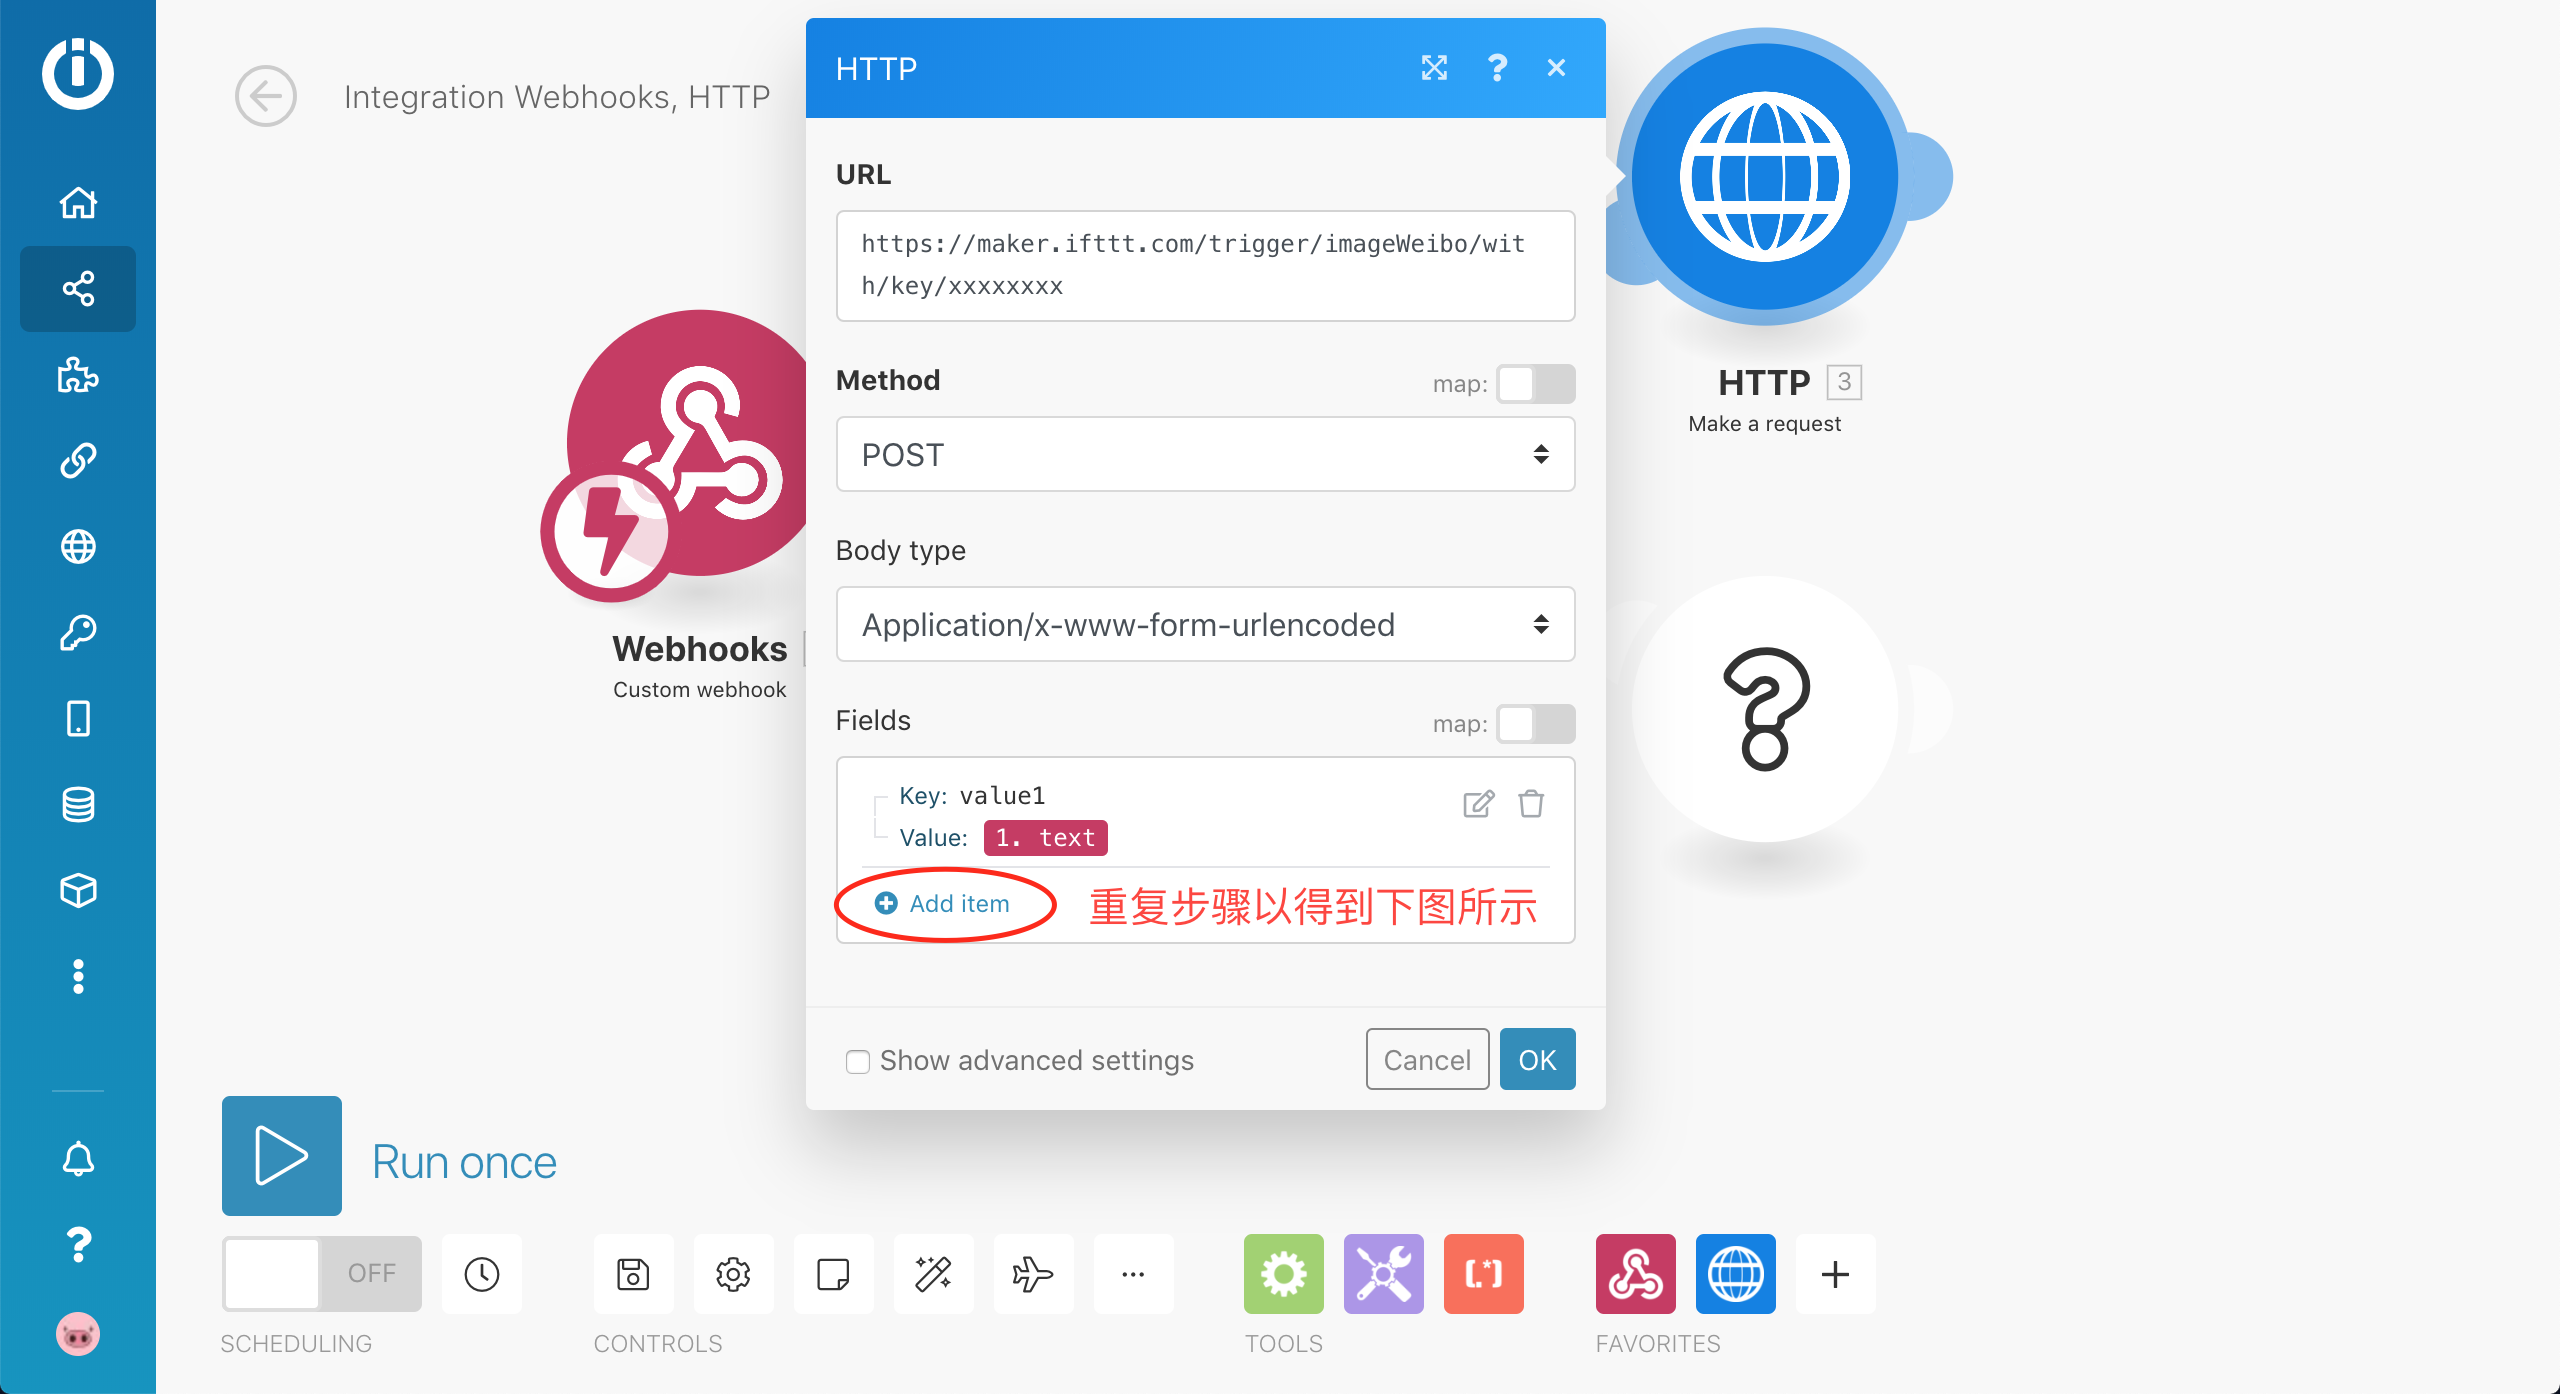 Integration Webhooks, HTTP
HTTP
URL
https://maker.ifttt.com/trigger/imageWeibo/wit
h/key/xxxxxxxx
Method
map:
POST
Body type
Application/x-www-form-urlencoded
Fields
map:
Key: value1
Value: 1. text
Add item
重复步骤以得到下图所示
Show advanced settings
Cancel
OK
Webhooks
Custom webhook
HTTP 3
Make a request
Run once
OFF
SCHEDULING
CONTROLS
TOOLS
FAVORITES